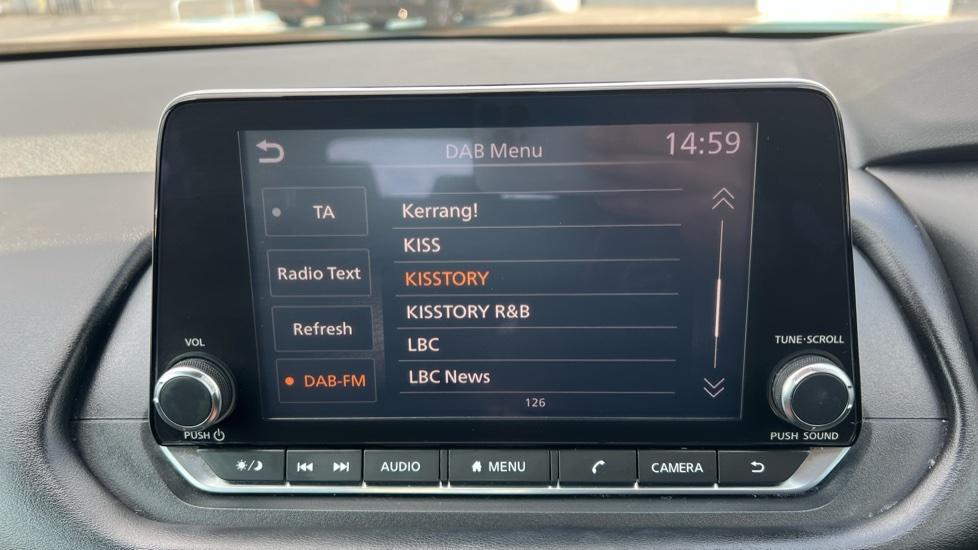 DAB Menu
14:59
TA
Radio Text
Refresh
DAB-FM
Kerrang!
KISS
KISSTORY
KISSTORY R&B
LBC
LBC News
126
VOL
PUSH
TUNE·SCROLL
PUSH SOUND
AUDIO
MENU
CAMERA